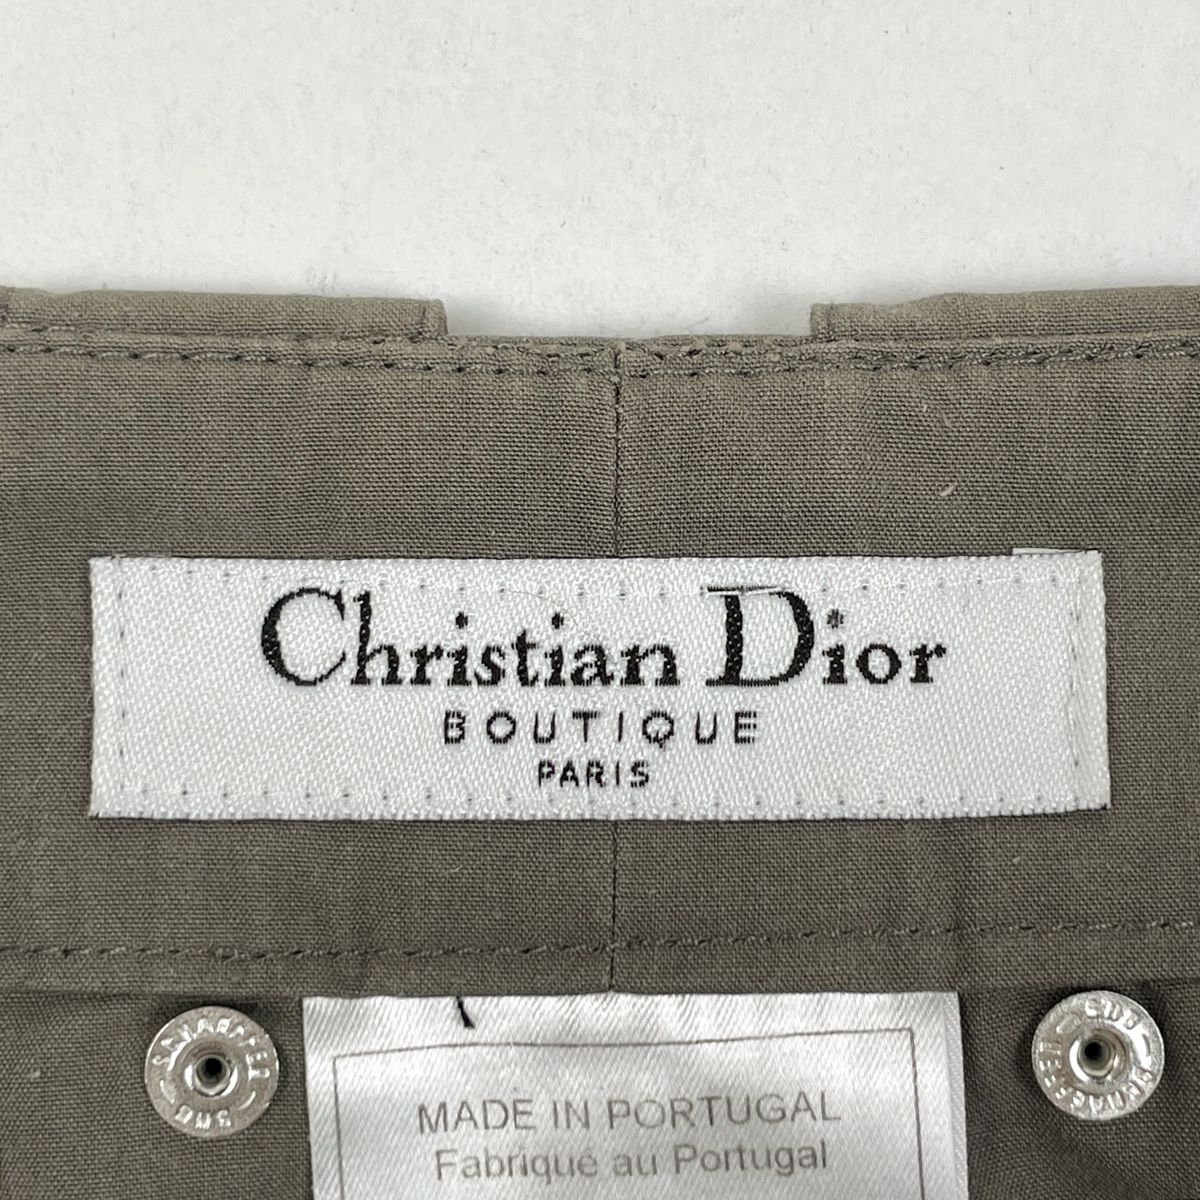 Christian Dior
BOUTIQUE
PARIS
MADE IN PORTUGAL
Fabriqué au Portugal